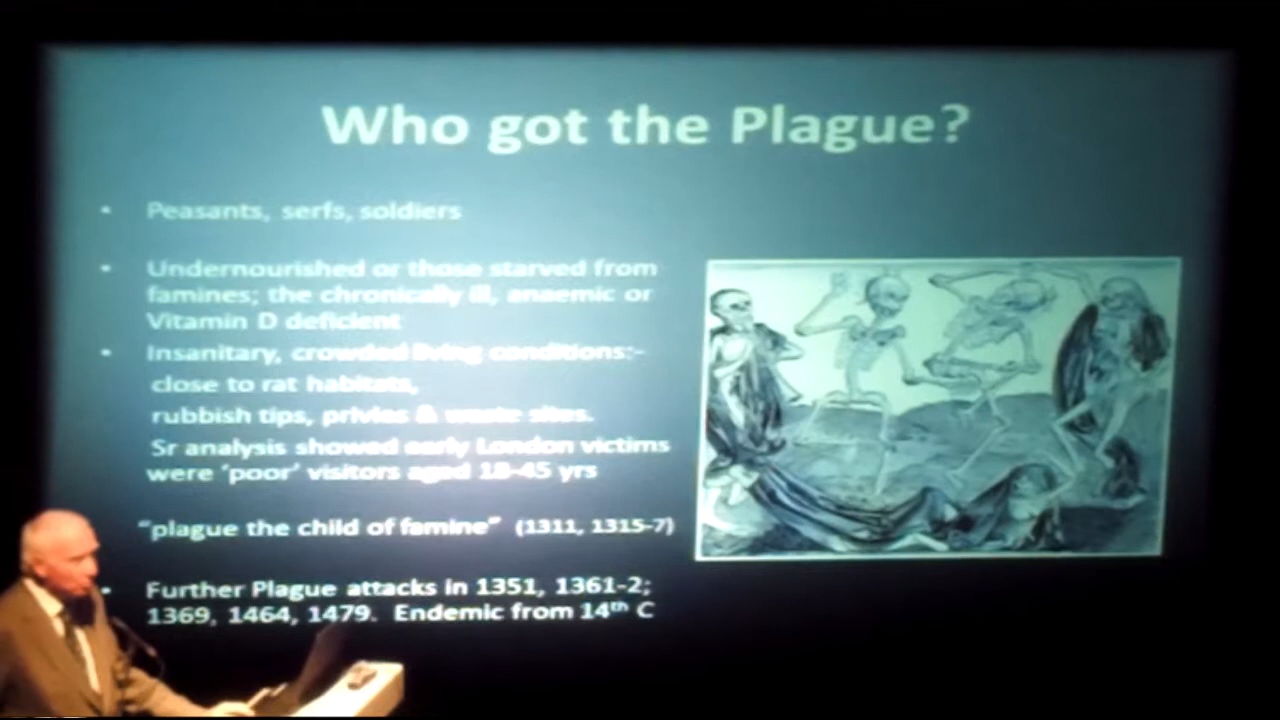 Who got the Plague?
• Peasants, serfs, soldiers
• Undernourished or those starved from
famines; the chronically ill, anaemic or
Vitamin D deficient
• Insanitary, crowded living conditions:-
close to rat habitats,
rubbish tips, privies & waste sites.
Sr analysis showed early London victims
were 'poor' visitors aged 18-45 yrs
"plague the child of famine" (1311, 1315-7)
• Further Plague attacks in 1351, 1361-2;
1369, 1464, 1479. Endemic from 14th C